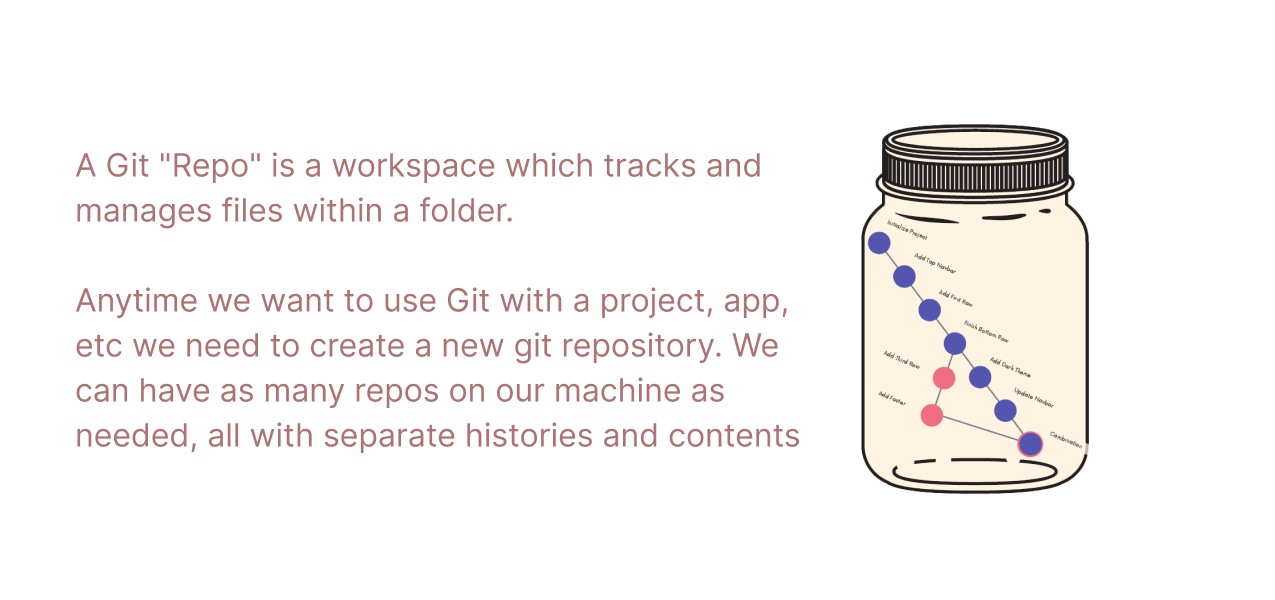 A Git "Repo" is a workspace which tracks and
manages files within a folder.
Anytime we want to use Git with a project, app,
etc we need to create a new git repository. We
can have as many repos on our machine as
needed, all with separate histories and contents
Initialize Project
Add Top Navbar
Add First Row
Finish Bottom Row
Add Third Row
Add Dark Theme
Add Footer
Update Navbar
Combination